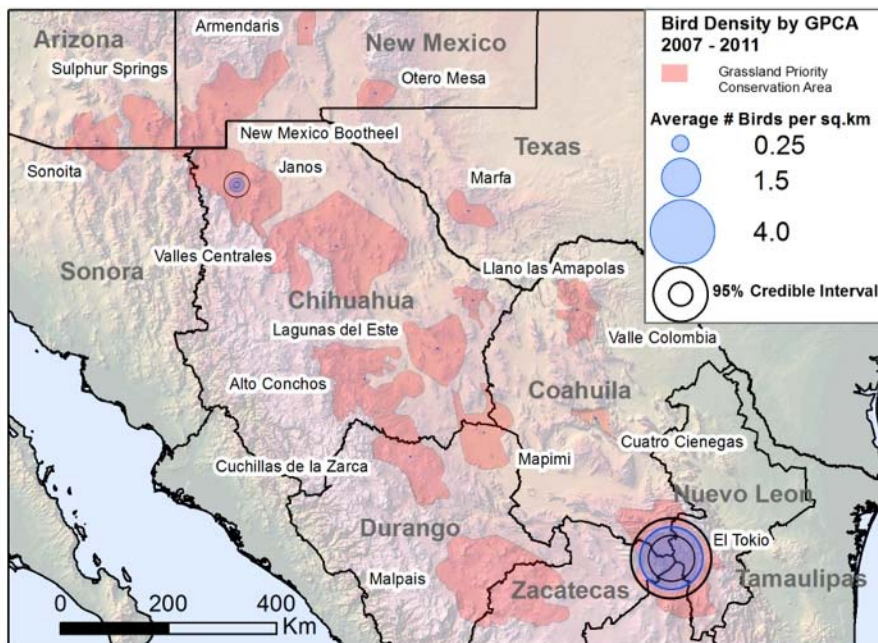 Arizona
Armendaris
New Mexico
Sulphur Springs
Otero Mesa
New Mexico Bootheel
Texas
Sonoita
Janos
Marfa
Valles Centrales
Llano las Amapolas
Sonora
Chihuahua
Lagunas del Este
Valle Colombia
Alto Conchos
Coahuila
Cuatro Cienegas
Cuchillas de la Zarca
Mapimi
Nuevo Leon
Durango
El Tokio
Malpais
Zacatecas
Tamaulipas
0 200 400
Km
Bird Density by GPCA
2007 - 2011
Grassland Priority
Conservation Area
Average # Birds per sq.km
0.25
1.5
4.0
95% Credible Interval